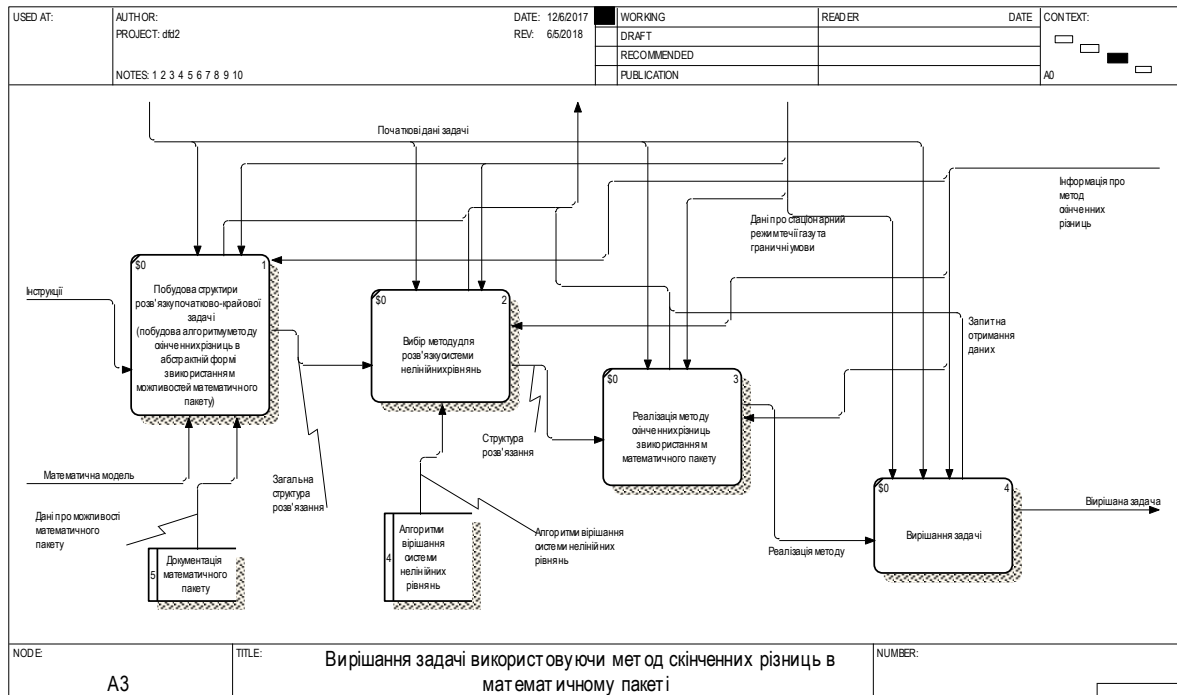 USED AT:
AUTHOR:
DATE: 12/6/2017
WORKING
READER
DATE
CONTEXT:
PROJECT: dfd2
REV: 6/5/2018
DRAFT
RECOMMENDED
NOTES: 1 2 3 4 5 6 7 8 9 10
PUBLICATION
A0
Початкові дані задачі
Інформація про
метод
скінченних
різниць
Дані про стаціонарний
режим течії газу та
граничні умови
$0
1
Побудова структири
розв'язку початково-крайової
задачі
(побудова алгоритму методу
скінченних різниць в
абстрактній формі
з використанням
можливостей математичного
пакету)
Інструкції
$0
2
Вибір методу для
розв'язку системи
нелінійних рівнянь
Запит на
отримання
даних
$0
3
Реалізація методу
скінченних різниць
з використанням
математичного пакету
Структура
розв'язання
Математична модель
Загальна
структура
розв'язання
$0
4
Вирішання задачі
Виірішана задача
Дані про можливості
математичного
пакету
5
Документація
математичного
пакету
4
Алгоритми
вірішання
системи
нелінійних
рівнянь
Алгоритми вірішання
системи нелінійних
рівнянь
Реалізація методу
NODE:
TITLE:
NUMBER:
A3
Вирішання задачі використовуючи метод скінченних різниць в
математичному пакеті